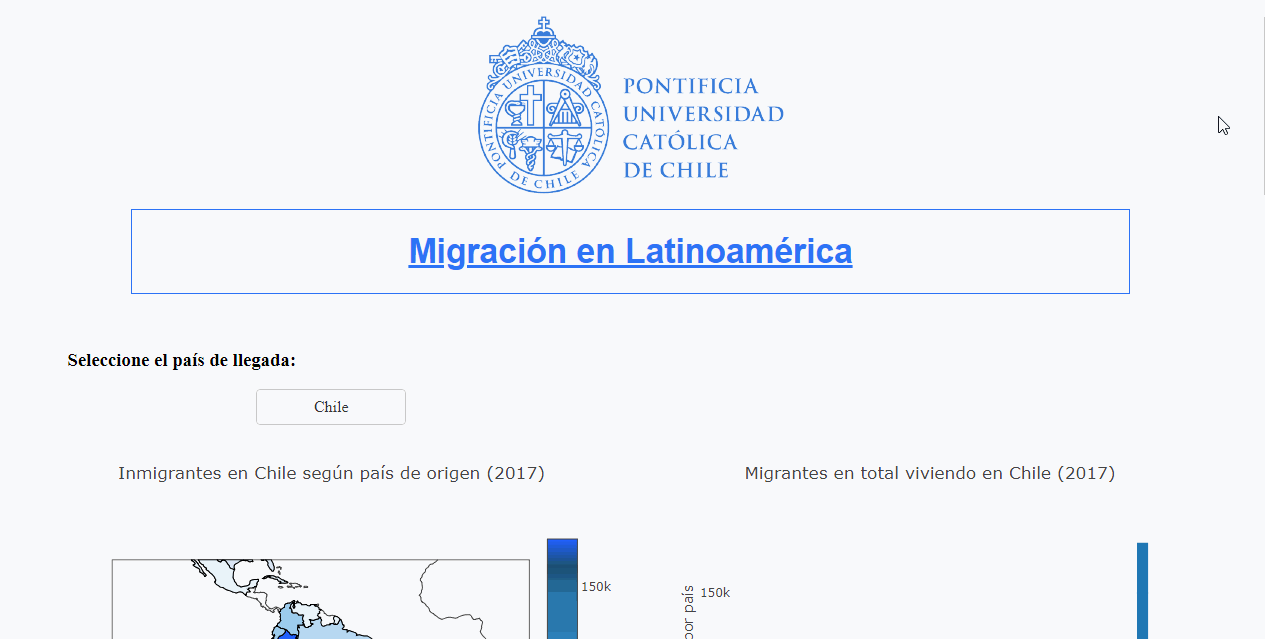 PONTIFICIA UNIVERSIDAD CATÓLICA DE CHILE
PONTIFICIA
UNIVERSIDAD
CATÓLICA
DE CHILE
Migración en Latinoamérica
Seleccione el país de llegada:
Chile
Inmigrantes en Chile según país de origen (2017)
Migrantes en total viviendo en Chile (2017)
150k
por país
150k